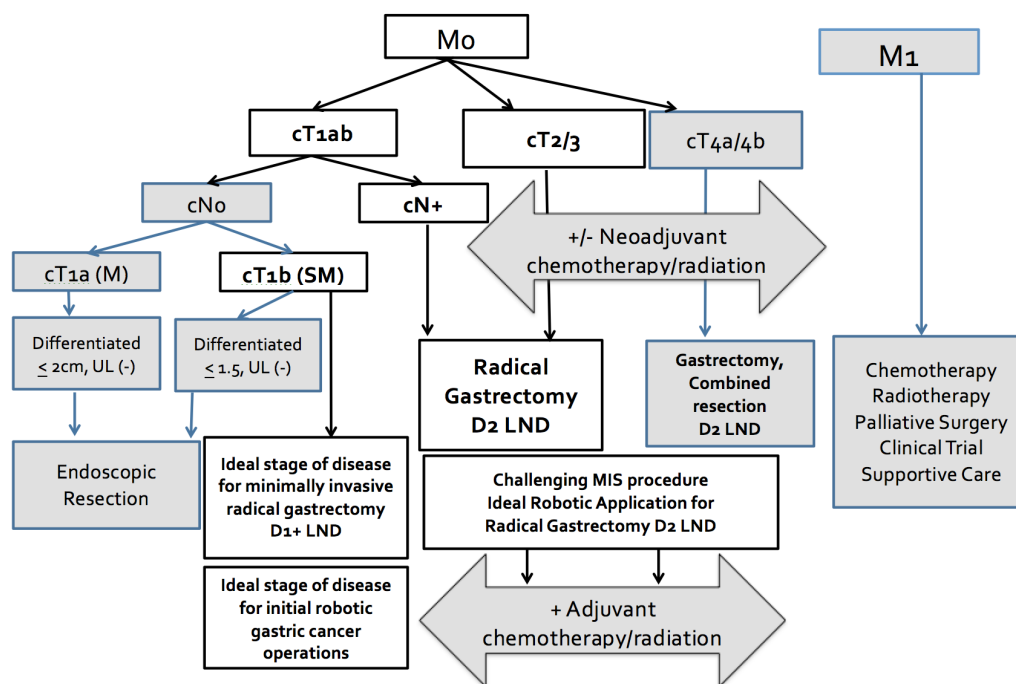 M0
M1
cT1ab
cT2/3
cT4a/4b
cN0
cN+
+/- Neoadjuvant
chemotherapy/radiation
cT1a (M)
cT1b (SM)
Differentiated
≤ 2cm, UL (-)
Differentiated
≤ 1.5, UL (-)
Radical
Gastrectomy
D2 LND
Gastrectomy,
Combined
resection
D2 LND
Chemotherapy
Radiotherapy
Palliative Surgery
Clinical Trial
Supportive Care
Endoscopic
Resection
Ideal stage of disease
for minimally invasive
radical gastrectomy
D1+ LND
Challenging MIS procedure
Ideal Robotic Application for
Radical Gastrectomy D2 LND
Ideal stage of disease
for initial robotic
gastric cancer
operations
+ Adjuvant
chemotherapy/radiation